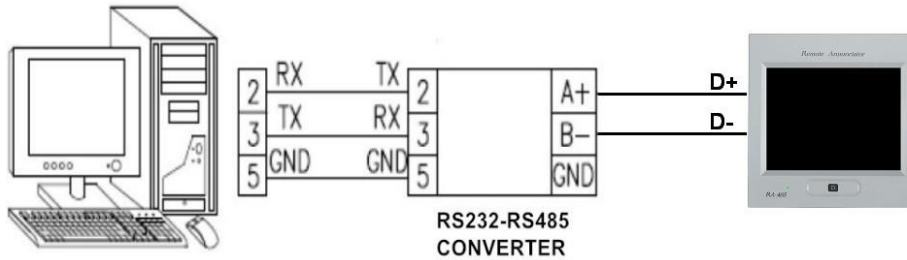 RX TX
2 2 A+ D+
TX RX
3 3 B- D-
GND GND
5 5 GND
RS232-RS485
CONVERTER
Remote Annunciator
RA 485